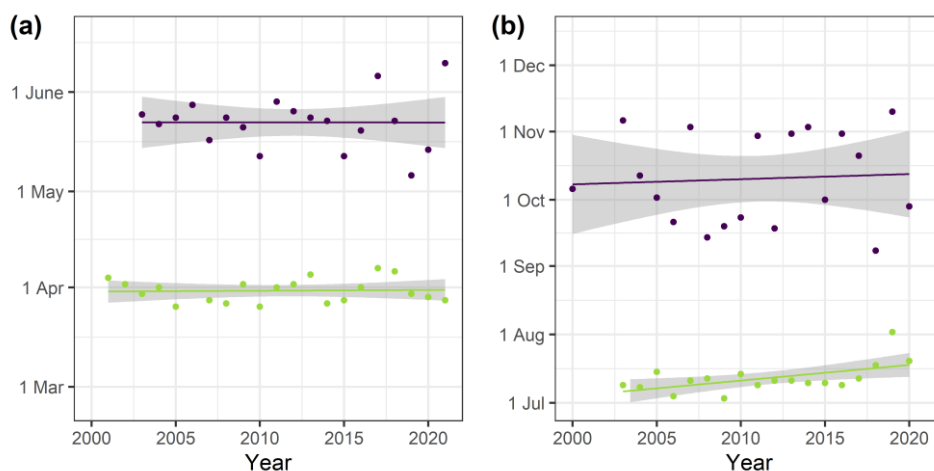 (a)
1 June
1 May
1 Apr
1 Mar
2000 2005 2010 2015 2020
Year
(b)
1 Dec
1 Nov
1 Oct
1 Sep
1 Aug
1 Jul
2000 2005 2010 2015 2020
Year